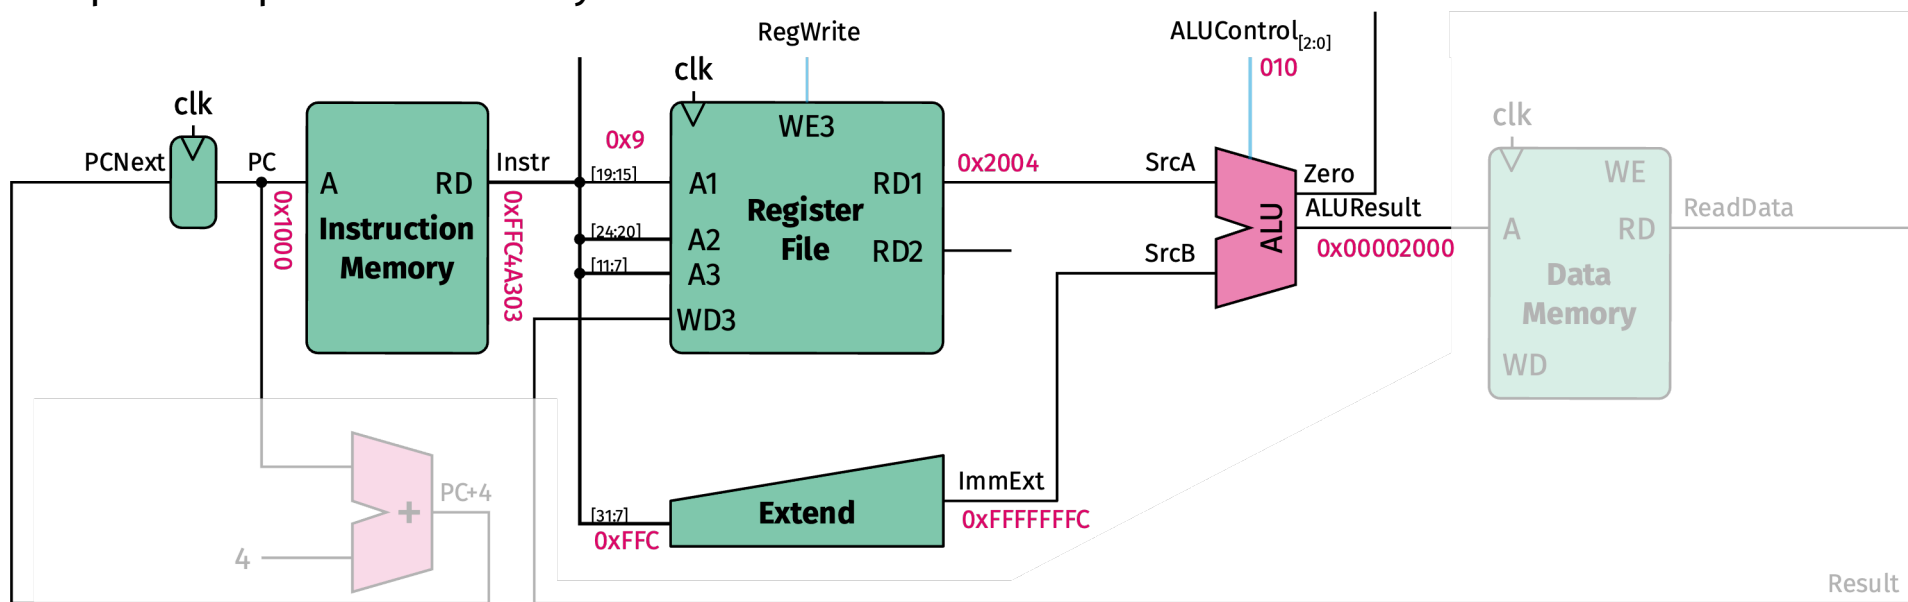 RegWrite
ALUControl[2:0]
010
clk
clk
clk
0x9
WE3
PCNext
PC
A
RD
Instr
[19:15]
A1
RD1
0x2004
SrcA
Zero
WE
0x1000
Instruction
Memory
0xFFC4A303
[24:20]
A2
Register
File
RD2
ALU
ALUResult
0x00002000
A
RD
ReadData
[11:7]
A3
SrcB
Data
Memory
WD3
WD
PC+4
+
4
[31:7]
0xFFC
Extend
ImmExt
0xFFFFFFFC
Result